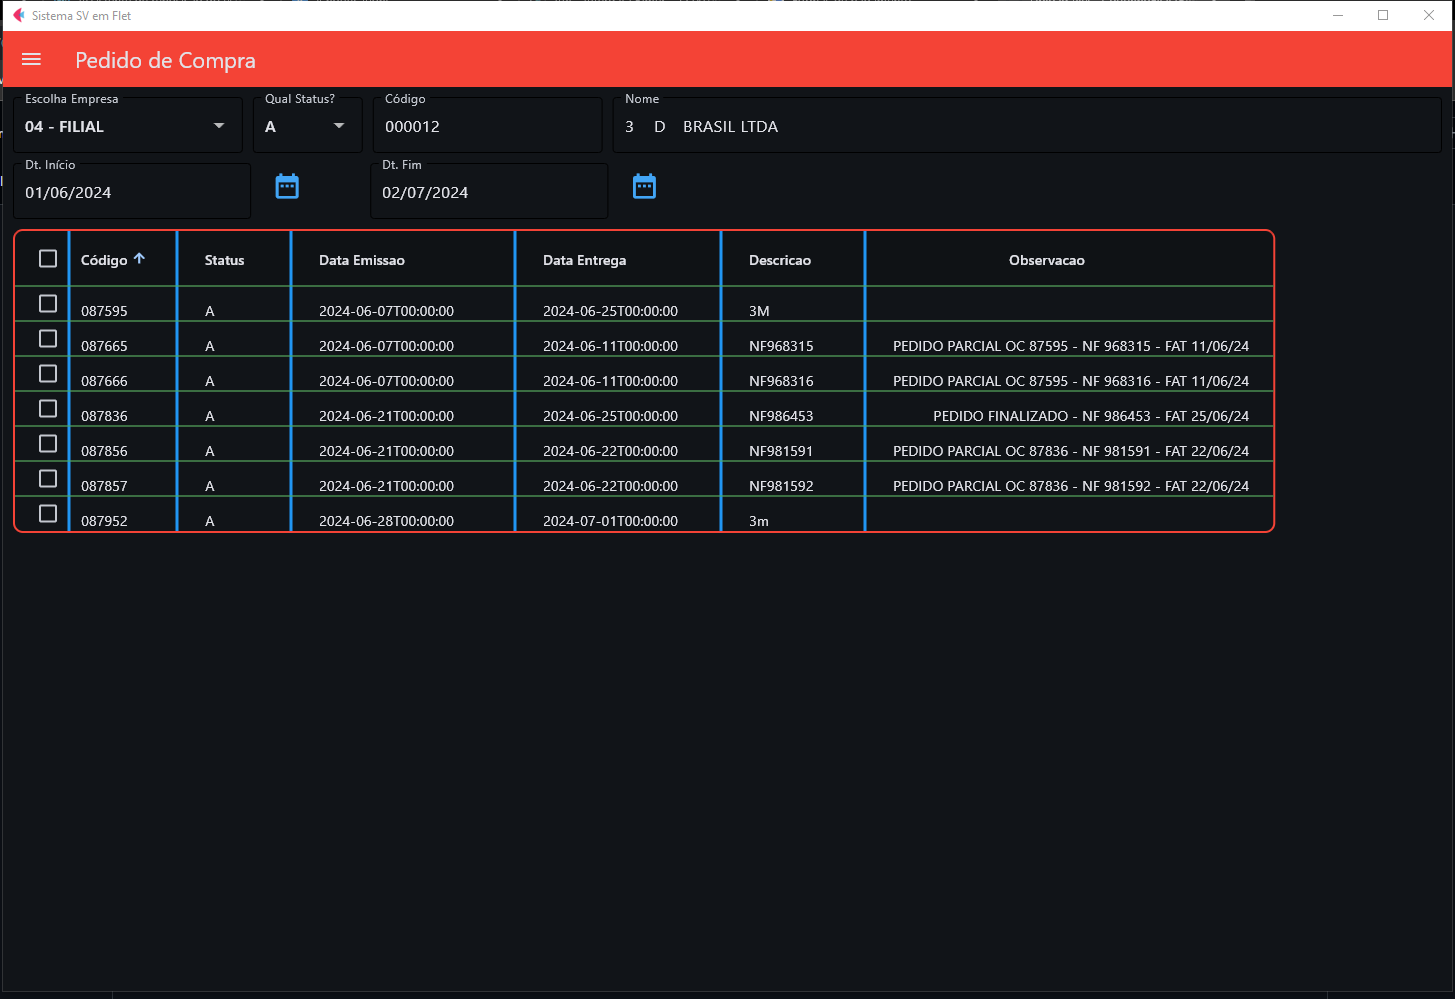 Sistema SV em Flet
Pedido de Compra
Escolha Empresa Qual Status? Código Nome
04 - FILIAL A 000012 3 D BRASIL LTDA
Dt. Início Dt. Fim
01/06/2024 02/07/2024
Código Status Data Emissao Data Entrega Descricao Observacao
087595 A 2024-06-07T00:00:00 2024-06-25T00:00:00 3M
087665 A 2024-06-07T00:00:00 2024-06-11T00:00:00 NF968315 PEDIDO PARCIAL OC 87595 - NF 968315 - FAT 11/06/24
087666 A 2024-06-07T00:00:00 2024-06-11T00:00:00 NF968316 PEDIDO PARCIAL OC 87595 - NF 968316 - FAT 11/06/24
087836 A 2024-06-21T00:00:00 2024-06-25T00:00:00 NF986453 PEDIDO FINALIZADO - NF 986453 - FAT 25/06/24
087856 A 2024-06-21T00:00:00 2024-06-22T00:00:00 NF981591 PEDIDO PARCIAL OC 87836 - NF 981591 - FAT 22/06/24
087857 A 2024-06-21T00:00:00 2024-06-22T00:00:00 NF981592 PEDIDO PARCIAL OC 87836 - NF 981592 - FAT 22/06/24
087952 A 2024-06-28T00:00:00 2024-07-01T00:00:00 3m